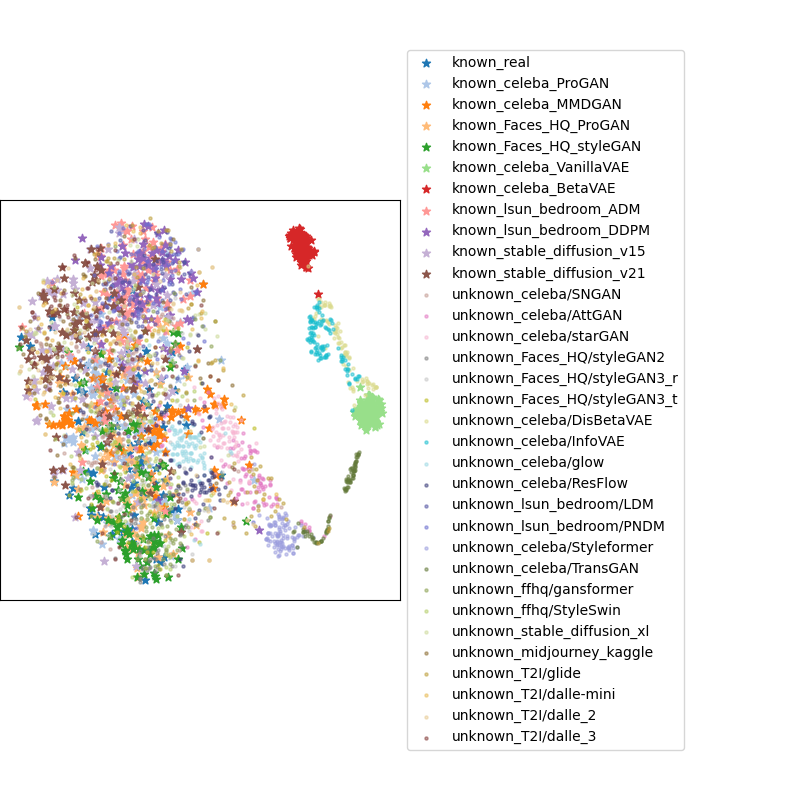 known_real
known_celeba_ProGAN
known_celeba_MMDGAN
known_Faces_HQ_ProGAN
known_Faces_HQ_styleGAN
known_celeba_VanillaVAE
known_celeba_BetaVAE
known_lsun_bedroom_ADM
known_lsun_bedroom_DDPM
known_stable_diffusion_v15
known_stable_diffusion_v21
unknown_celeba/SNGAN
unknown_celeba/AttGAN
unknown_celeba/starGAN
unknown_Faces_HQ/styleGAN2
unknown_Faces_HQ/styleGAN3_r
unknown_Faces_HQ/styleGAN3_t
unknown_celeba/DisBetaVAE
unknown_celeba/InfoVAE
unknown_celeba/glow
unknown_celeba/ResFlow
unknown_lsun_bedroom/LDM
unknown_lsun_bedroom/PNDM
unknown_celeba/Styleformer
unknown_celeba/TransGAN
unknown_ffhq/gansformer
unknown_ffhq/StyleSwin
unknown_stable_diffusion_xl
unknown_midjourney_kaggle
unknown_T2I/glide
unknown_T2I/dalle-mini
unknown_T2I/dalle_2
unknown_T2I/dalle_3